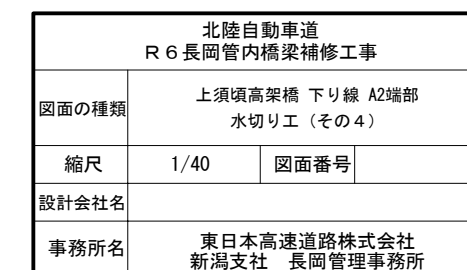 北陸自動車道
Ｒ６長岡管内橋梁補修工事
図面の種類
上須頃高架橋 下り線 A2端部
水切り工（その４）
縮尺 1/40 図面番号
設計会社名
事務所名
東日本高速道路株式会社
新潟支社 長岡管理事務所